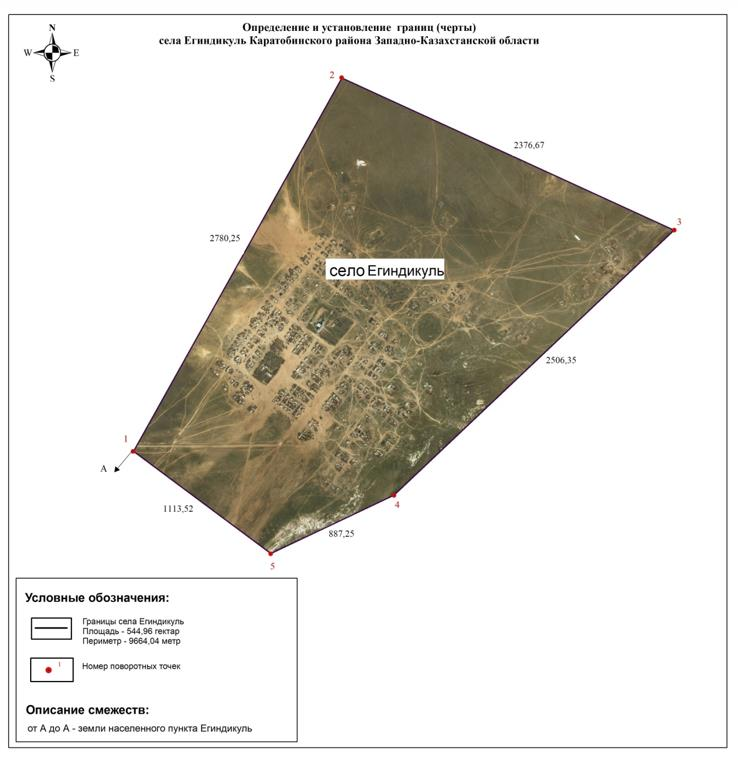 Определение и установление границ (черты)
села Егиндикуль Каратобинского района Западно-Казахстанской области
N
W E
S
2
2376,67
3
2780,25
село Егиндикуль
2506,35
1
A
4
1113,52
887,25
5
Условные обозначения:
Границы села Егиндикуль
Площадь - 544,96 гектар
Периметр - 9664,04 метр
1
Номер поворотных точек
Описание смежеств:
от А до А - земли населенного пункта Егиндикуль